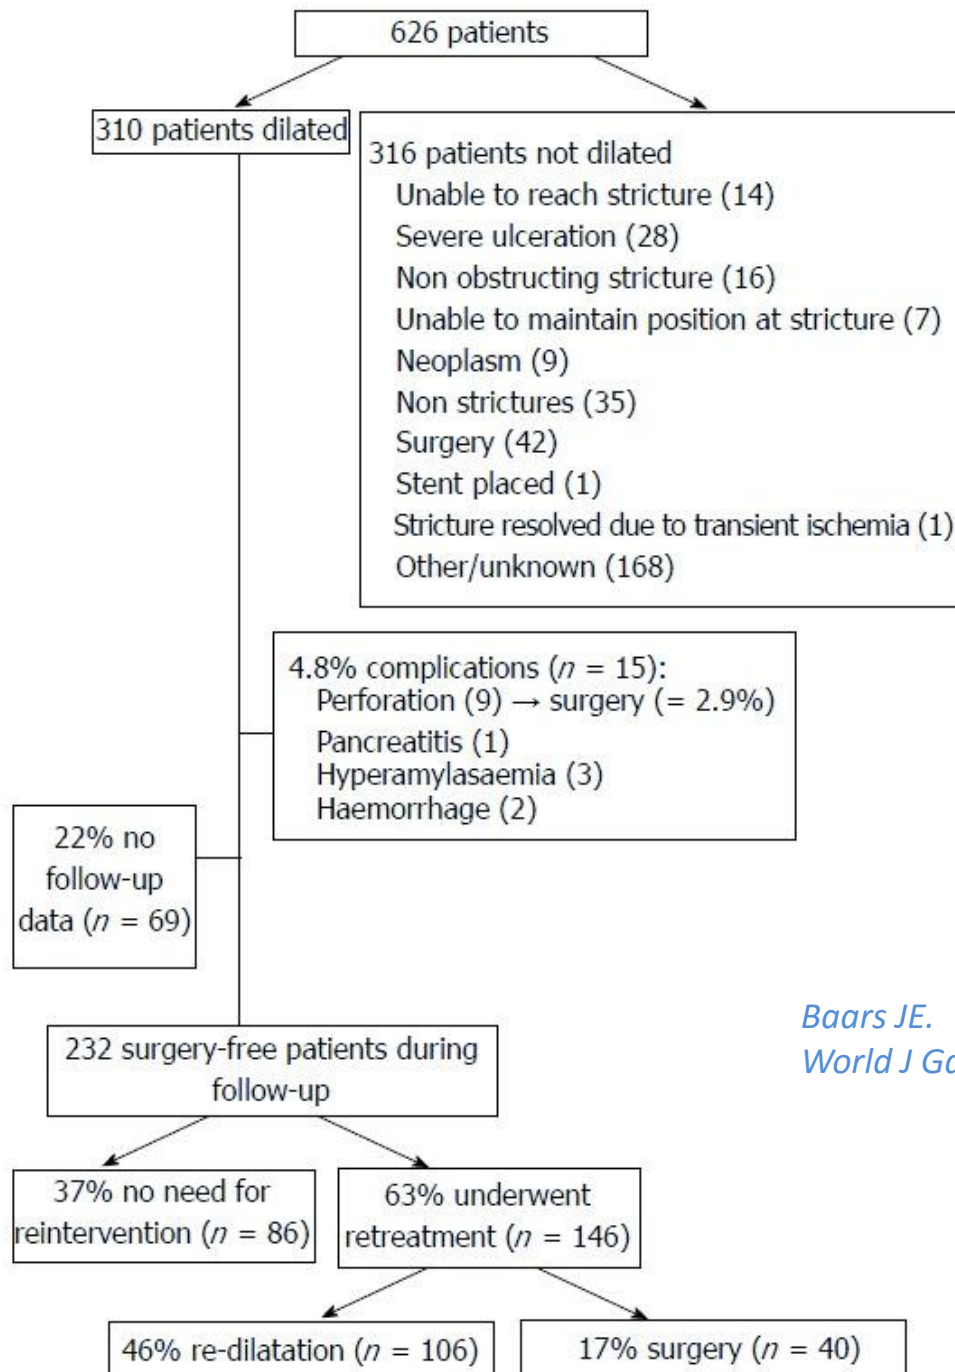 626 patients
310 patients dilated
316 patients not dilated
Unable to reach stricture (14)
Severe ulceration (28)
Non obstructing stricture (16)
Unable to maintain position at stricture (7)
Neoplasm (9)
Non strictures (35)
Surgery (42)
Stent placed (1)
Stricture resolved due to transient ischemia (1)
Other/unknown (168)
4.8% complications (n = 15):
Perforation (9) → surgery (= 2.9%)
Pancreatitis (1)
Hyperamylasaemia (3)
Haemorrhage (2)
22% no
follow-up
data (n = 69)
Baars JE.
World J Ga
232 surgery-free patients during
follow-up
37% no need for
reintervention (n = 86)
63% underwent
retreatment (n = 146)
46% re-dilatation (n = 106)
17% surgery (n = 40)